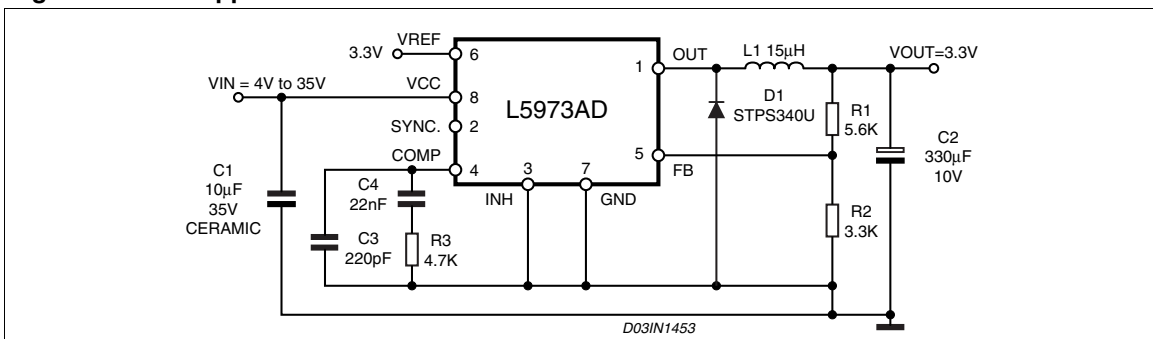 VREF
3.3V
6
VIN = 4V to 35V
VCC
8
SYNC.
2
COMP
4
L5973AD
1
OUT
L1 15μH
VOUT=3.3V
D1
STPS340U
R1
5.6K
C2
330μF
10V
5
FB
3
INH
7
GND
C1
10μF
35V
CERAMIC
C4
22nF
C3
220pF
R3
4.7K
R2
3.3K
D03IN1453